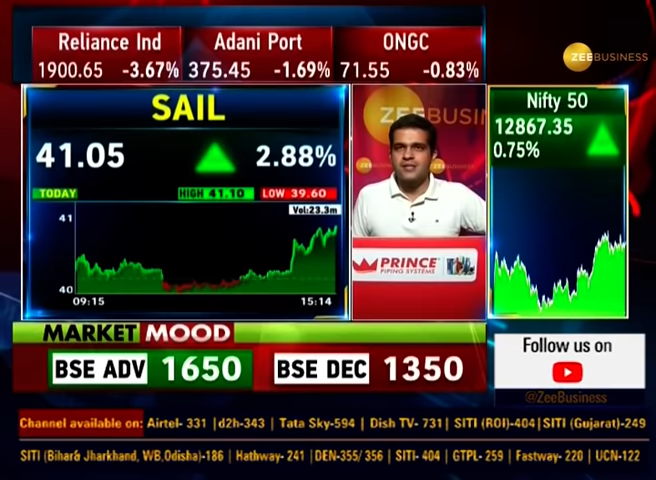 Reliance Ind
1900.65 -3.67%
Adani Port
375.45 -1.69%
ONGC
71.55 -0.83%
ZEEBUSINESS
SAIL
41.05 2.88%
TODAY HIGH 41.10 LOW 39.60
Vol:23.3m
41
40
09:15 15:14
ZEEBUSIN
PRINCE
PIPING SYSTEMS
Nifty 50
12867.35
0.75%
MARKET MOOD
BSE ADV 1650 BSE DEC 1350
Follow us on
@ZeeBusiness
Channel available on: Airtel- 331 |d2h-343 | Tata Sky-594 | Dish TV- 731| SITI (ROI)-404|SITI (Gujarat)-249
SITI (Bihar& Jharkhand, WB,Odisha)-186 | Hathway- 241 |DEN-355/ 356 | SITI- 404 | GTPL- 259 | Fastway- 220 | UCN-122